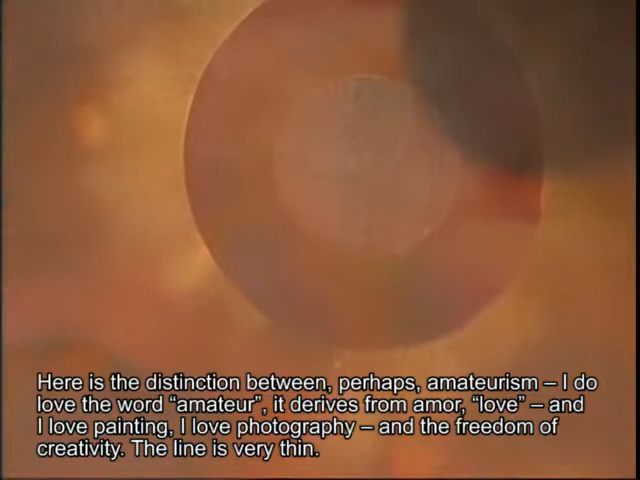 Here is the distinction between, perhaps, amateurism – I do
love the word “amateur”, it derives from amor, “love” – and
I love painting, I love photography – and the freedom of
creativity. The line is very thin.